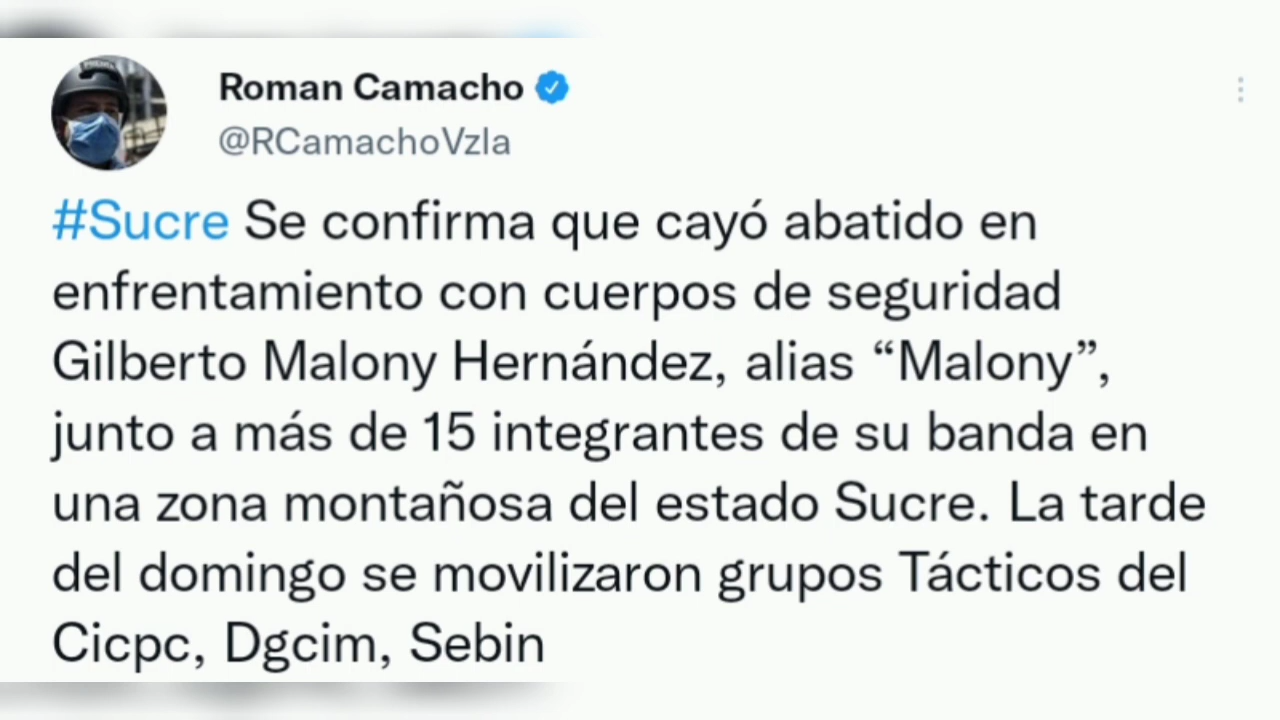 Roman Camacho
@RCamachoVzla
#Sucre Se confirma que cayó abatido en
enfrentamiento con cuerpos de seguridad
Gilberto Malony Hernández, alias “Malony”,
junto a más de 15 integrantes de su banda en
una zona montañosa del estado Sucre. La tarde
del domingo se movilizaron grupos Tácticos del
Cicpc, Dgcim, Sebin